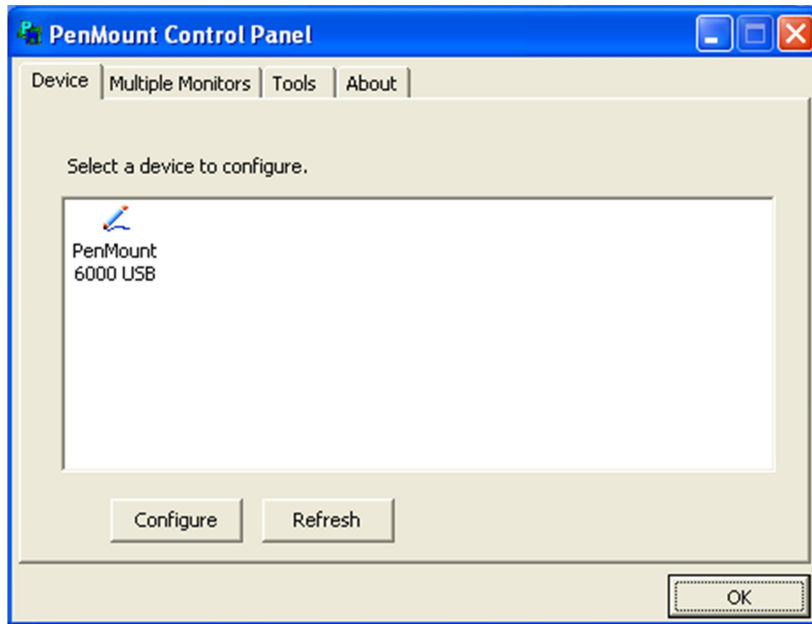 PenMount Control Panel
Device Multiple Monitors Tools About
Select a device to configure.
PenMount
6000 USB
Configure Refresh
OK